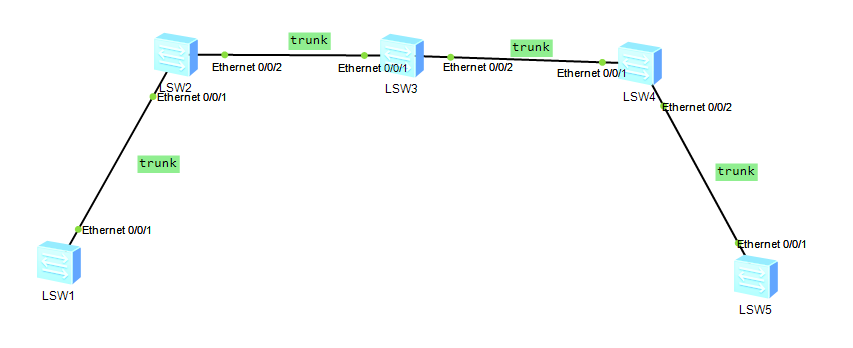 trunk
trunk
Ethernet 0/0/2
Ethernet 0/0/1
Ethernet 0/0/2
Ethernet 0/0/1
LSW2
LSW3
LSW4
Ethernet 0/0/1
Ethernet 0/0/2
trunk
trunk
Ethernet 0/0/1
Ethernet 0/0/1
LSW1
LSW5